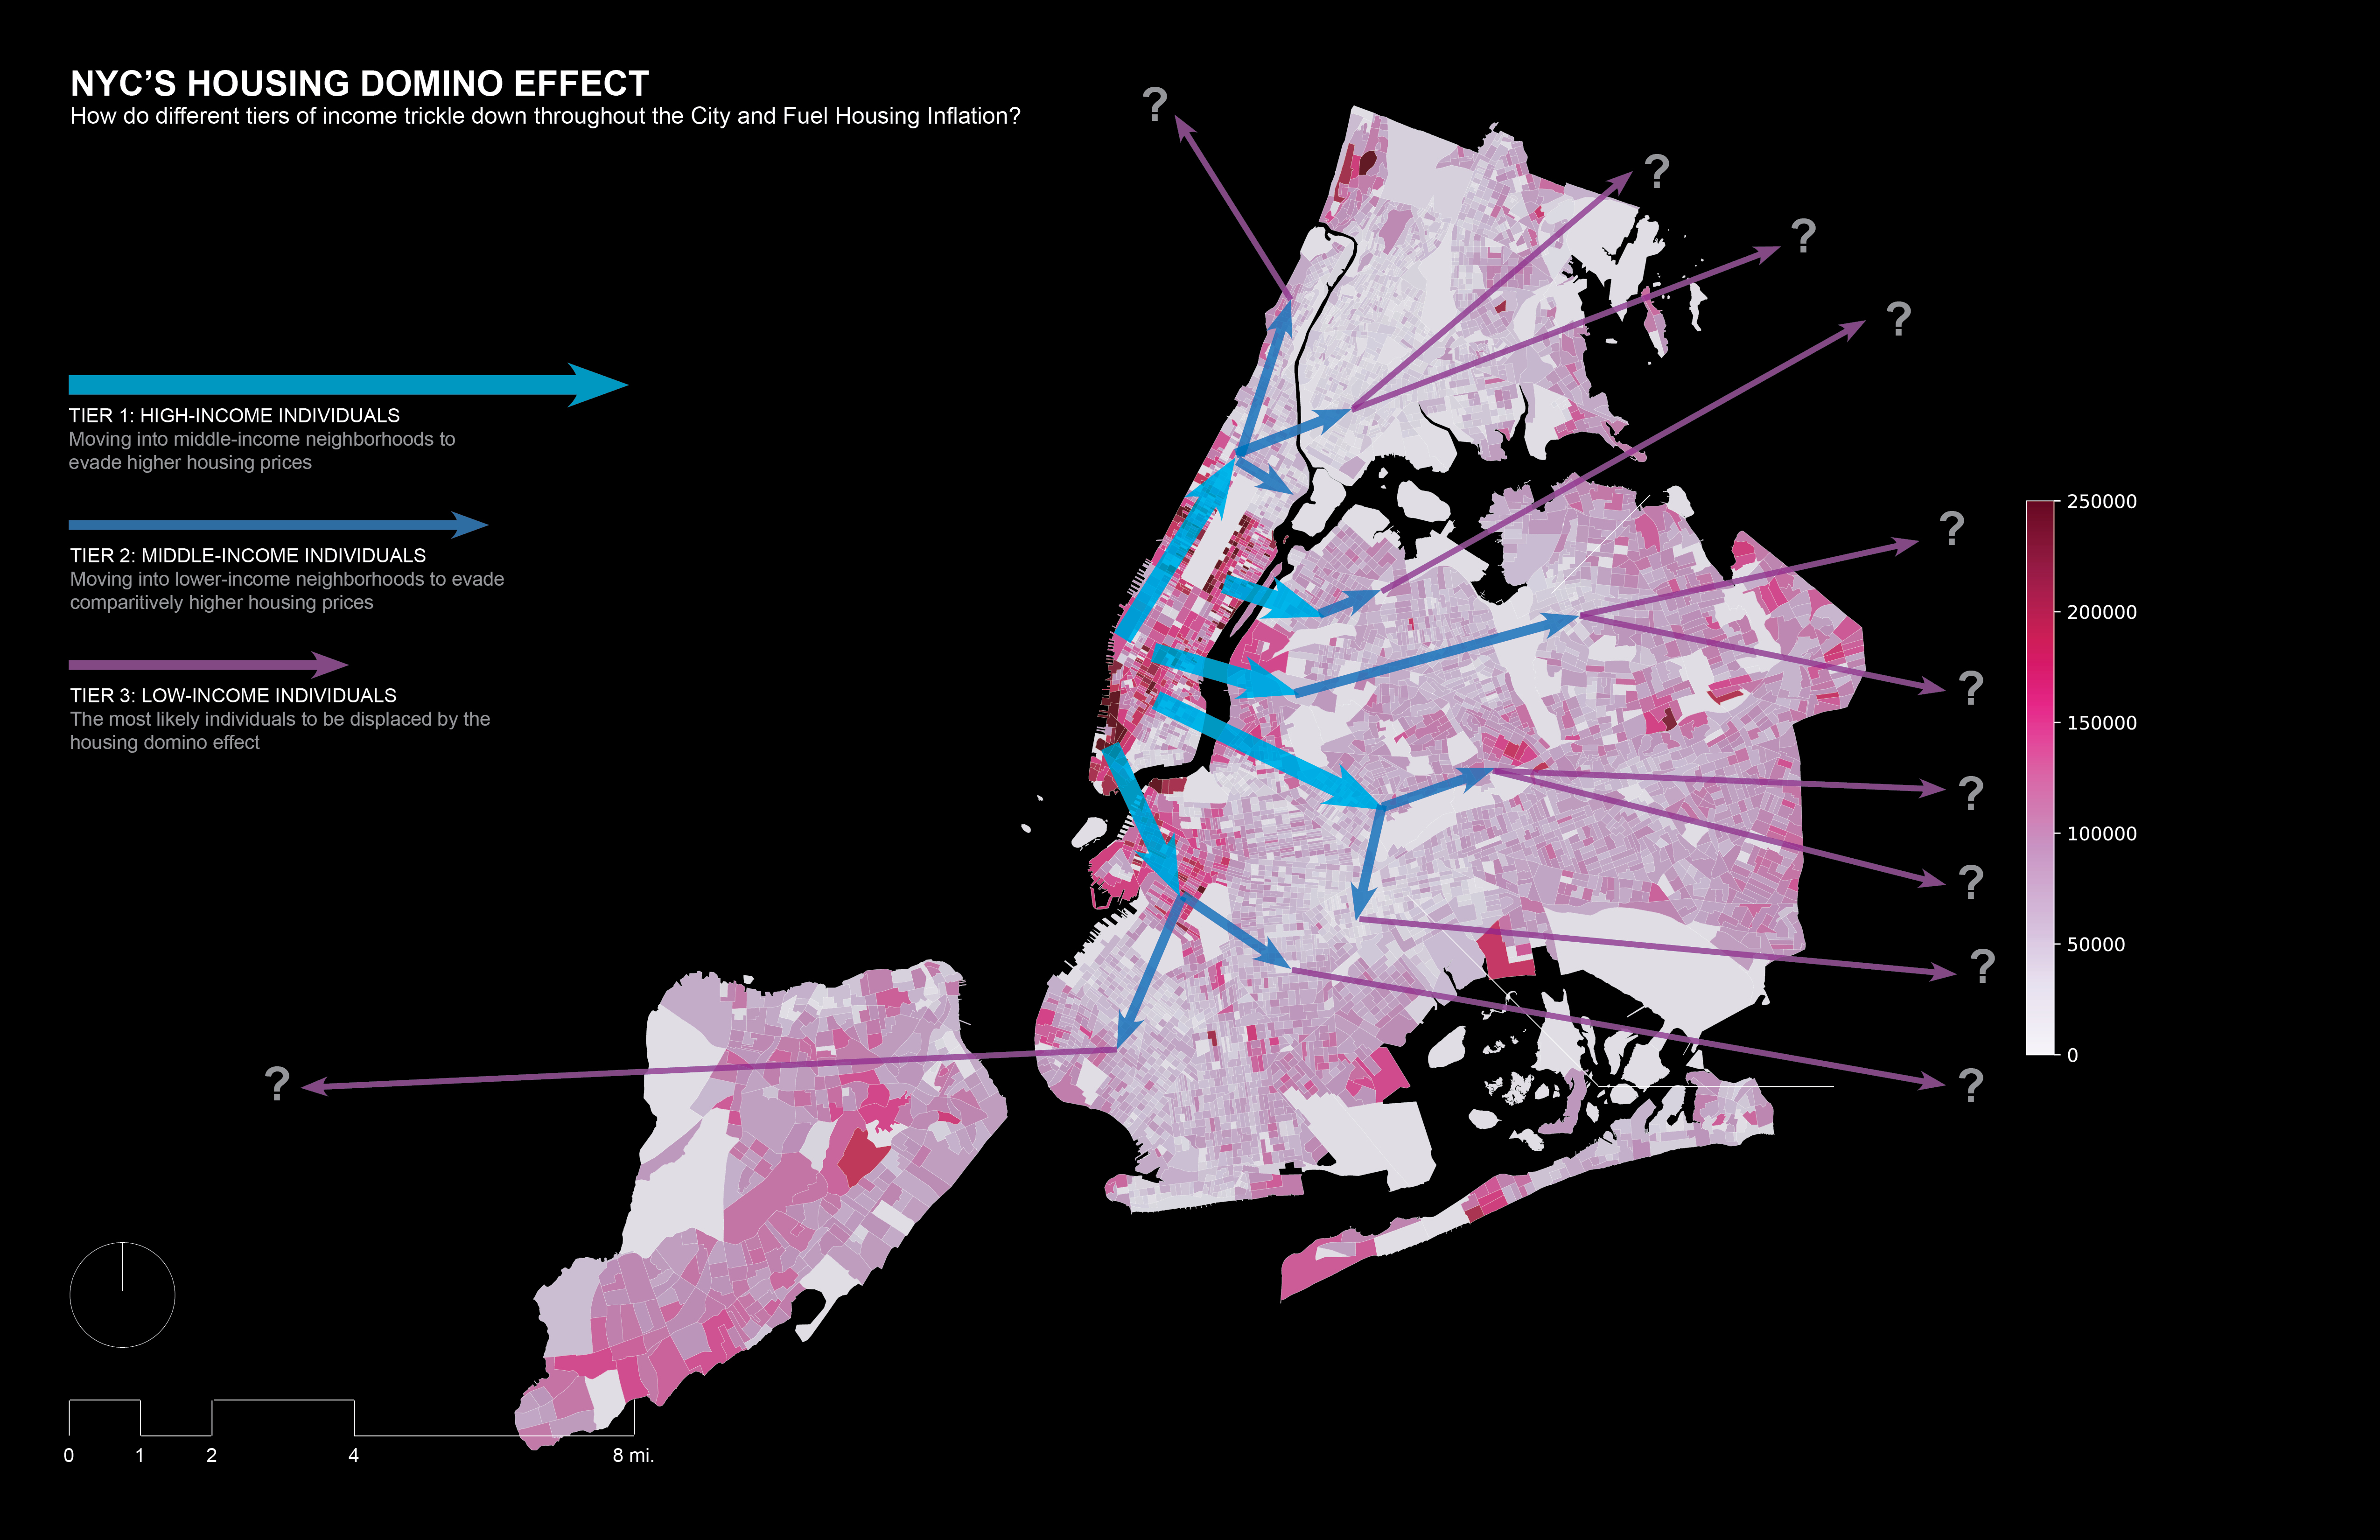 NYC’S HOUSING DOMINO EFFECT
How do different tiers of income trickle down throughout the City and Fuel Housing Inflation?
TIER 1: HIGH-INCOME INDIVIDUALS
Moving into middle-income neighborhoods to
evade higher housing prices
TIER 2: MIDDLE-INCOME INDIVIDUALS
Moving into lower-income neighborhoods to evade
comparitively higher housing prices
TIER 3: LOW-INCOME INDIVIDUALS
The most likely individuals to be displaced by the
housing domino effect
?
?
?
?
?
?
?
?
?
?
?
250000
200000
150000
100000
50000
0
0 1 2 4 8 mi.